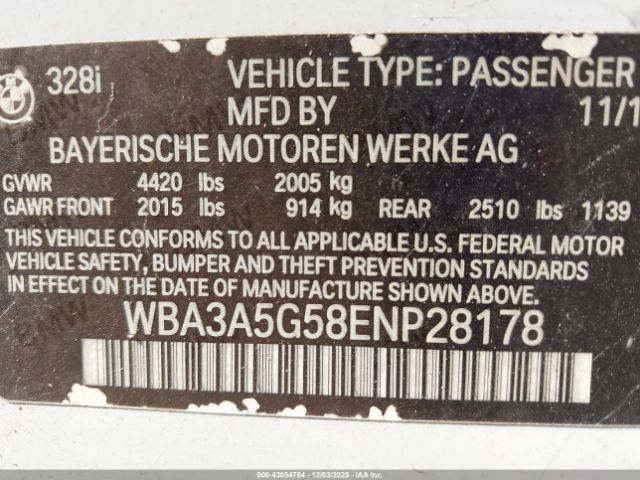 BMW 328i VEHICLE TYPE: PASSENGER
MFD BY 11/1
BAYERISCHE MOTOREN WERKE AG
GVWR 4420 lbs 2005 kg
GAWR FRONT 2015 lbs 914 kg REAR 2510 lbs 1139
THIS VEHICLE CONFORMS TO ALL APPLICABLE U.S. FEDERAL MOTOR
VEHICLE SAFETY, BUMPER AND THEFT PREVENTION STANDARDS
IN EFFECT ON THE DATE OF MANUFACTURE SHOWN ABOVE.
WBA3A5G58ENP28178
000-43854784 | 12/03/2025 - IAA Inc.